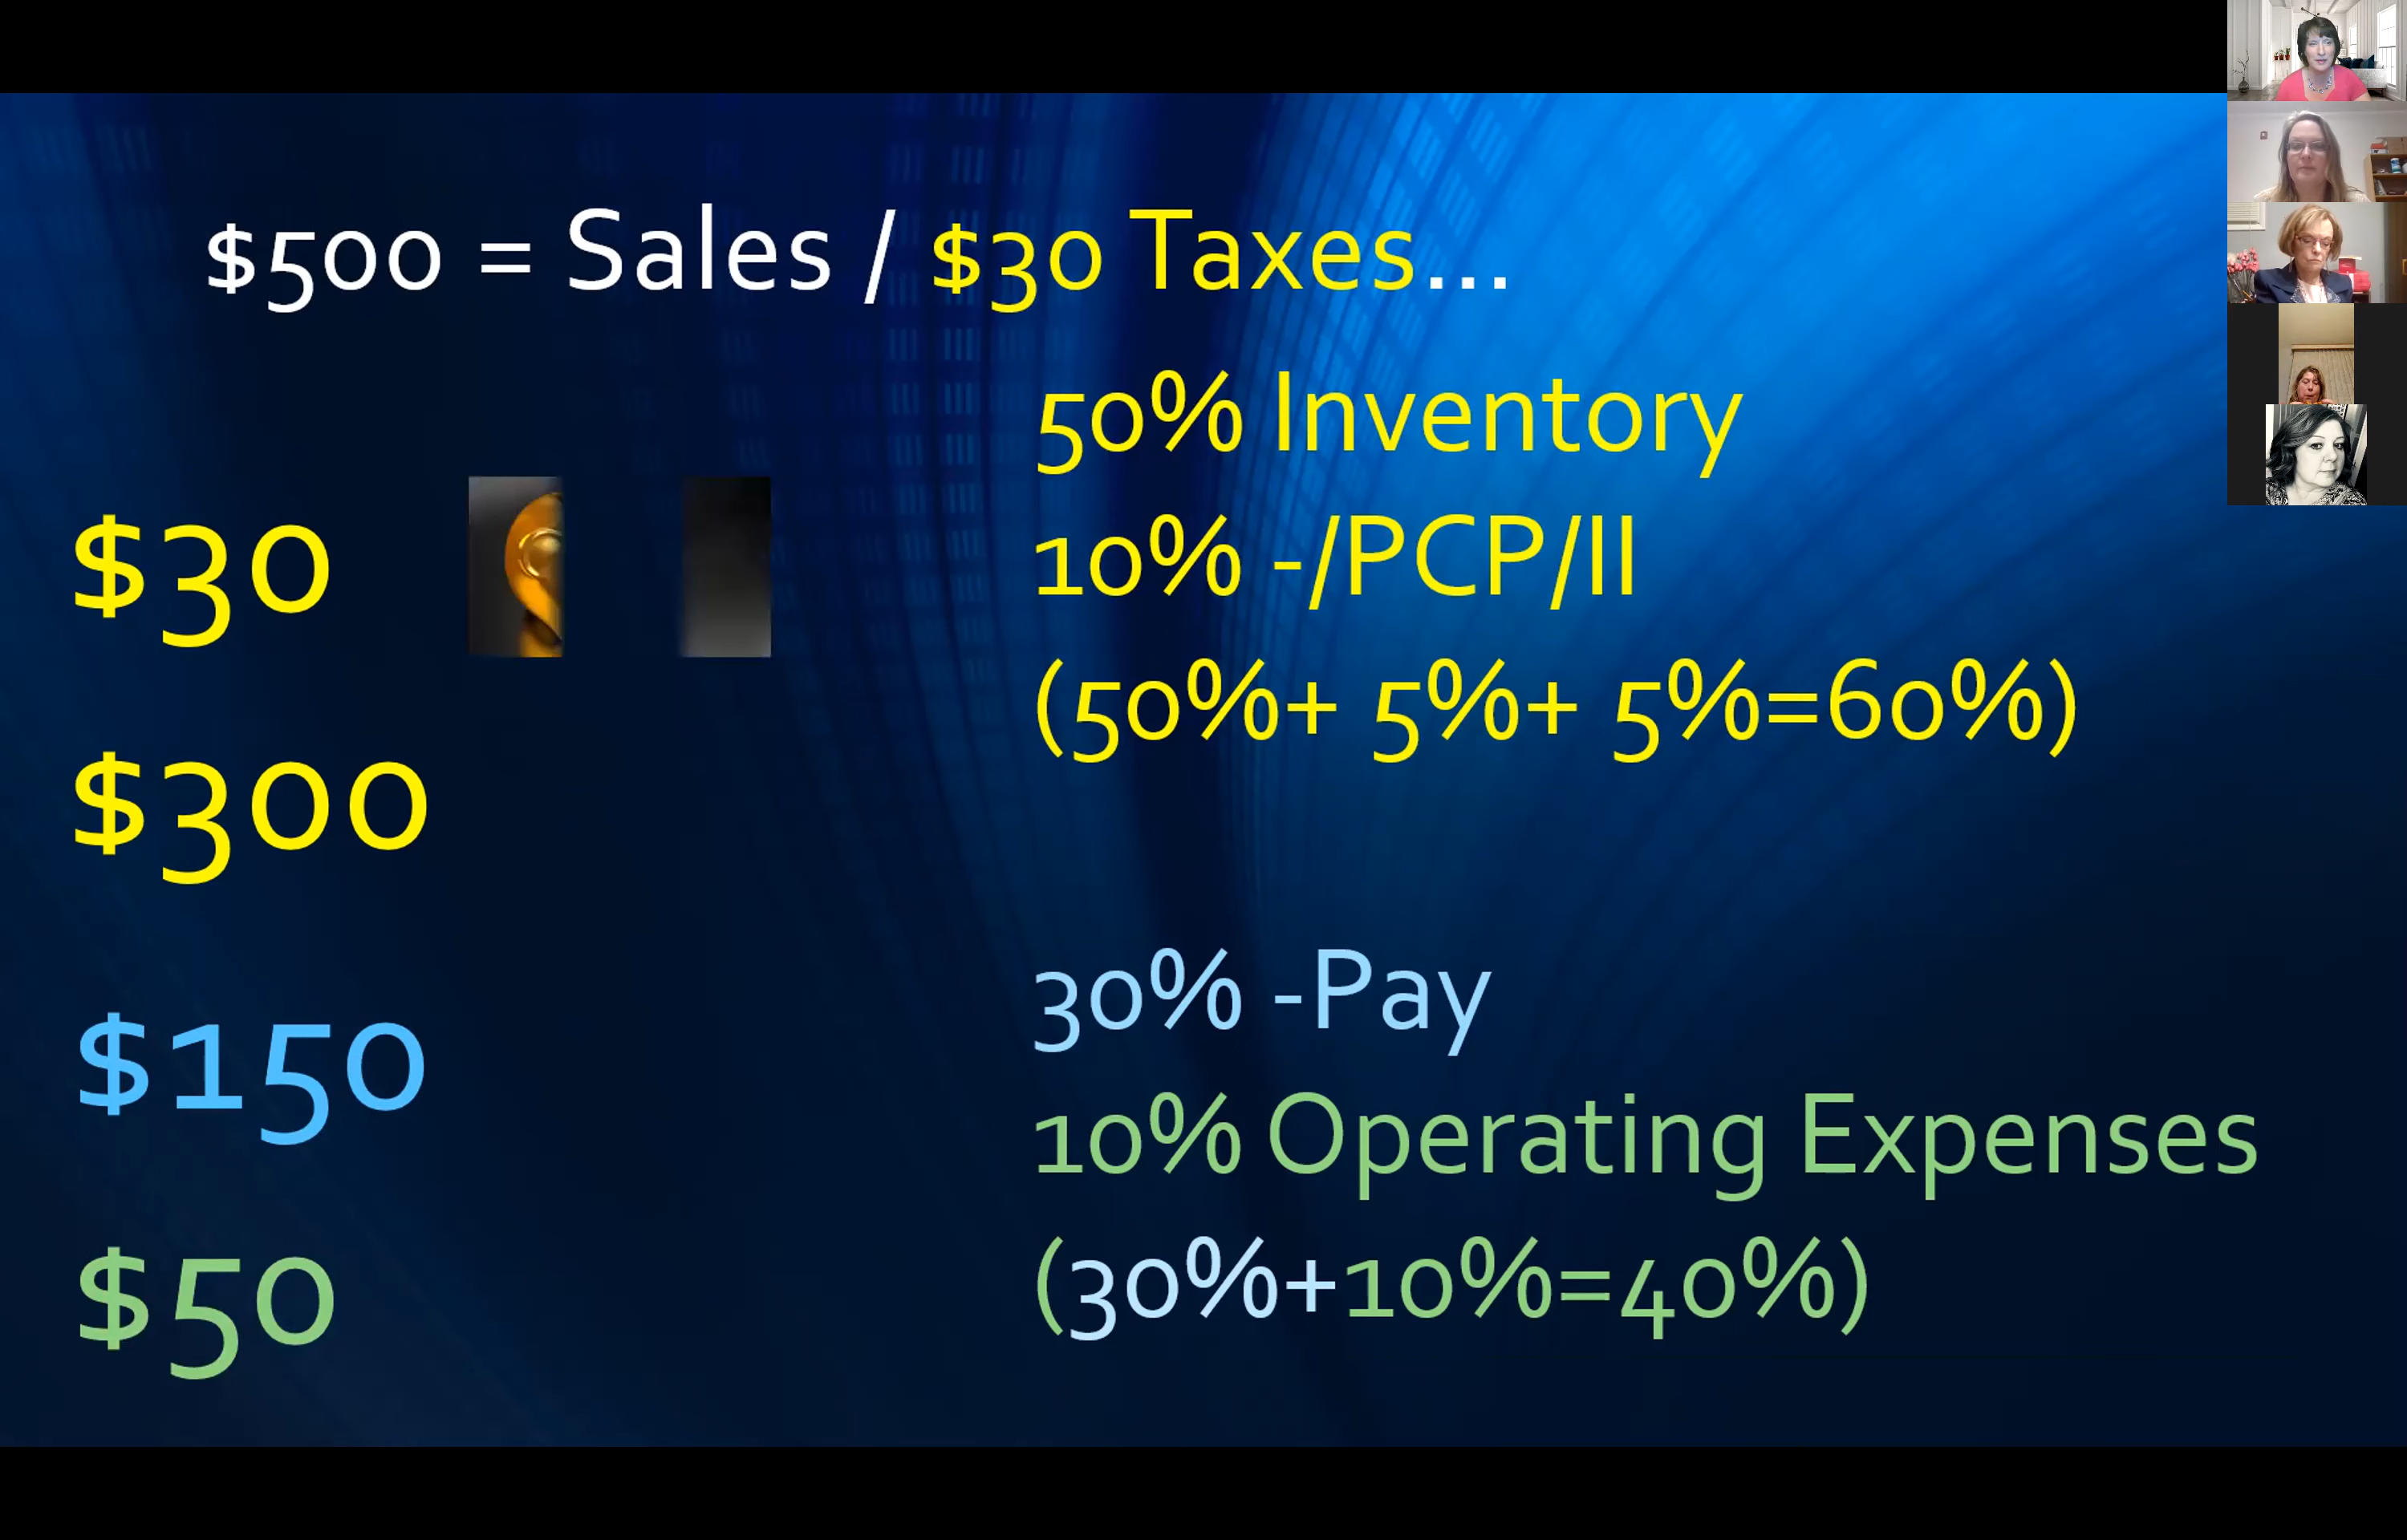 $500 = Sales / $30 Taxes...
$30
$300
$150
$50
50% Inventory
10% -/PCP/II
(50%+ 5%+ 5%=60%)
30% -Pay
10% Operating Expenses
(30%+10%=40%)